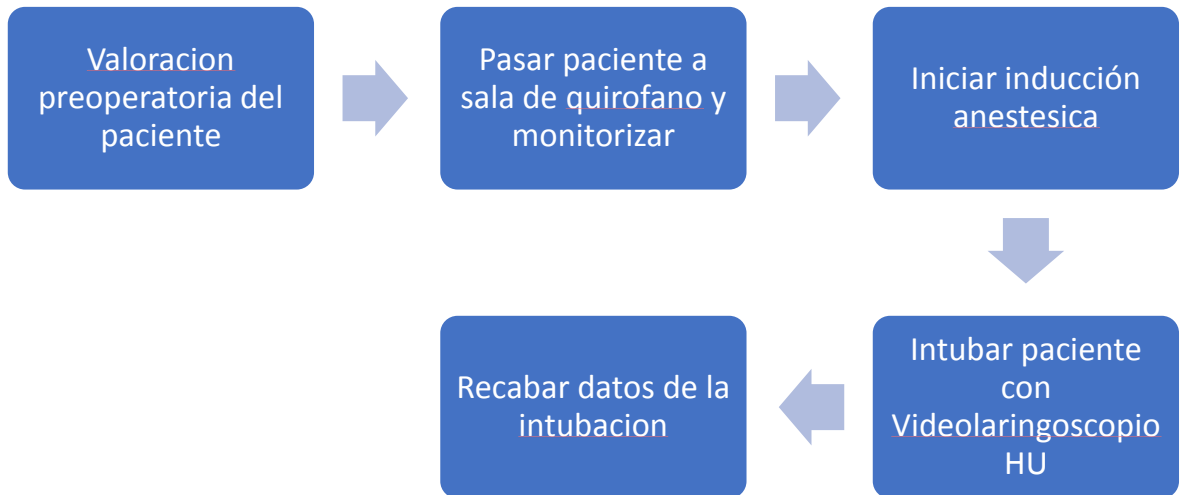 Valoracion
preoperatoria del
paciente
Pasar paciente a
sala de quirofano y
monitorizar
Iniciar inducción
anestesica
Intubar paciente
con
Videolaringoscopio
HU
Recabar datos de la
intubacion